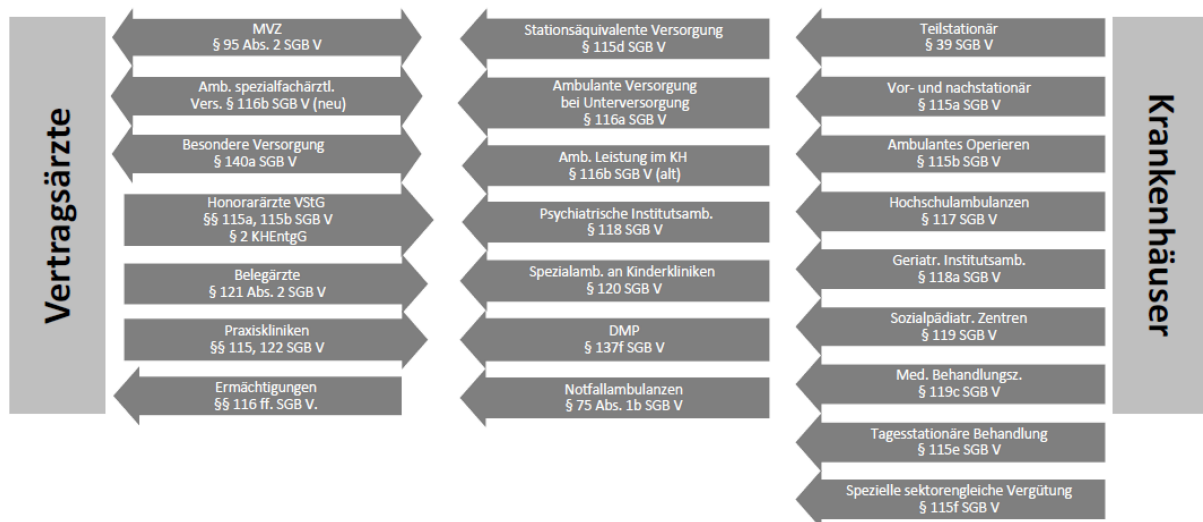 Vertragsärzte
MVZ
§ 95 Abs. 2 SGB V
Amb. spezialfachärztl.
Vers. § 116b SGB V (neu)
Besondere Versorgung
§ 140a SGB V
Honorarärzte VStG
§§ 115a, 115b SGB V
§ 2 KHEntgG
Belegärzte
§ 121 Abs. 2 SGB V
Praxiskliniken
§§ 115, 122 SGB V
Ermächtigungen
§§ 116 ff. SGB V.
Stationsäquivalente Versorgung
§ 115d SGB V
Ambulante Versorgung
bei Unterversorgung
§ 116a SGB V
Amb. Leistung im KH
§ 116b SGB V (alt)
Psychiatrische Institutsamb.
§ 118 SGB V
Spezialamb. an Kinderkliniken
§ 120 SGB V
DMP
§ 137f SGB V
Notfallambulanzen
§ 75 Abs. 1b SGB V
Teilstationär
§ 39 SGB V
Vor- und nachstationär
§ 115a SGB V
Ambulantes Operieren
§ 115b SGB V
Hochschulambulanzen
§ 117 SGB V
Geriatr. Institutsamb.
§ 118a SGB V
Sozialpädiatr. Zentren
§ 119 SGB V
Med. Behandlungsz.
§ 119c SGB V
Tagesstationäre Behandlung
§ 115e SGB V
Spezielle sektorengleiche Vergütung
§ 115f SGB V
Krankenhäuser